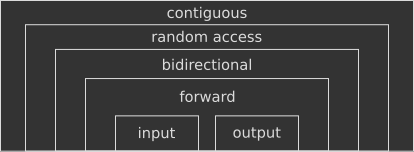 contiguous
random access
bidirectional
forward
input
output